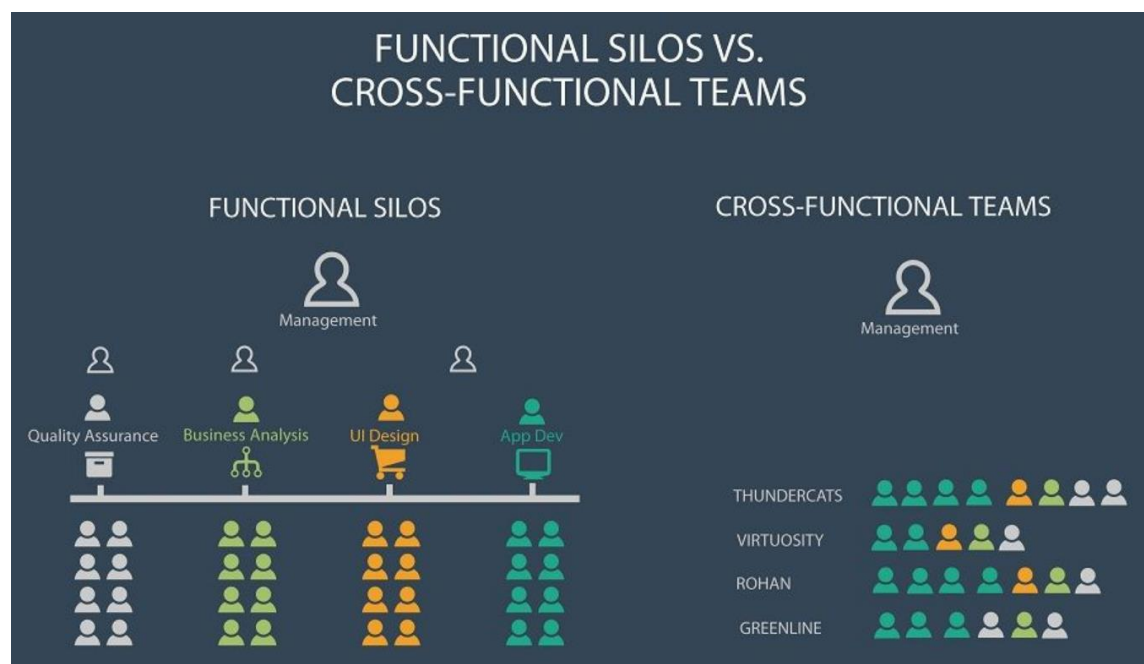 FUNCTIONAL SILOS VS.
CROSS-FUNCTIONAL TEAMS
FUNCTIONAL SILOS
Management
Quality Assurance
Business Analysis
UI Design
App Dev
CROSS-FUNCTIONAL TEAMS
Management
THUNDERCATS
VIRTUOSITY
ROHAN
GREENLINE